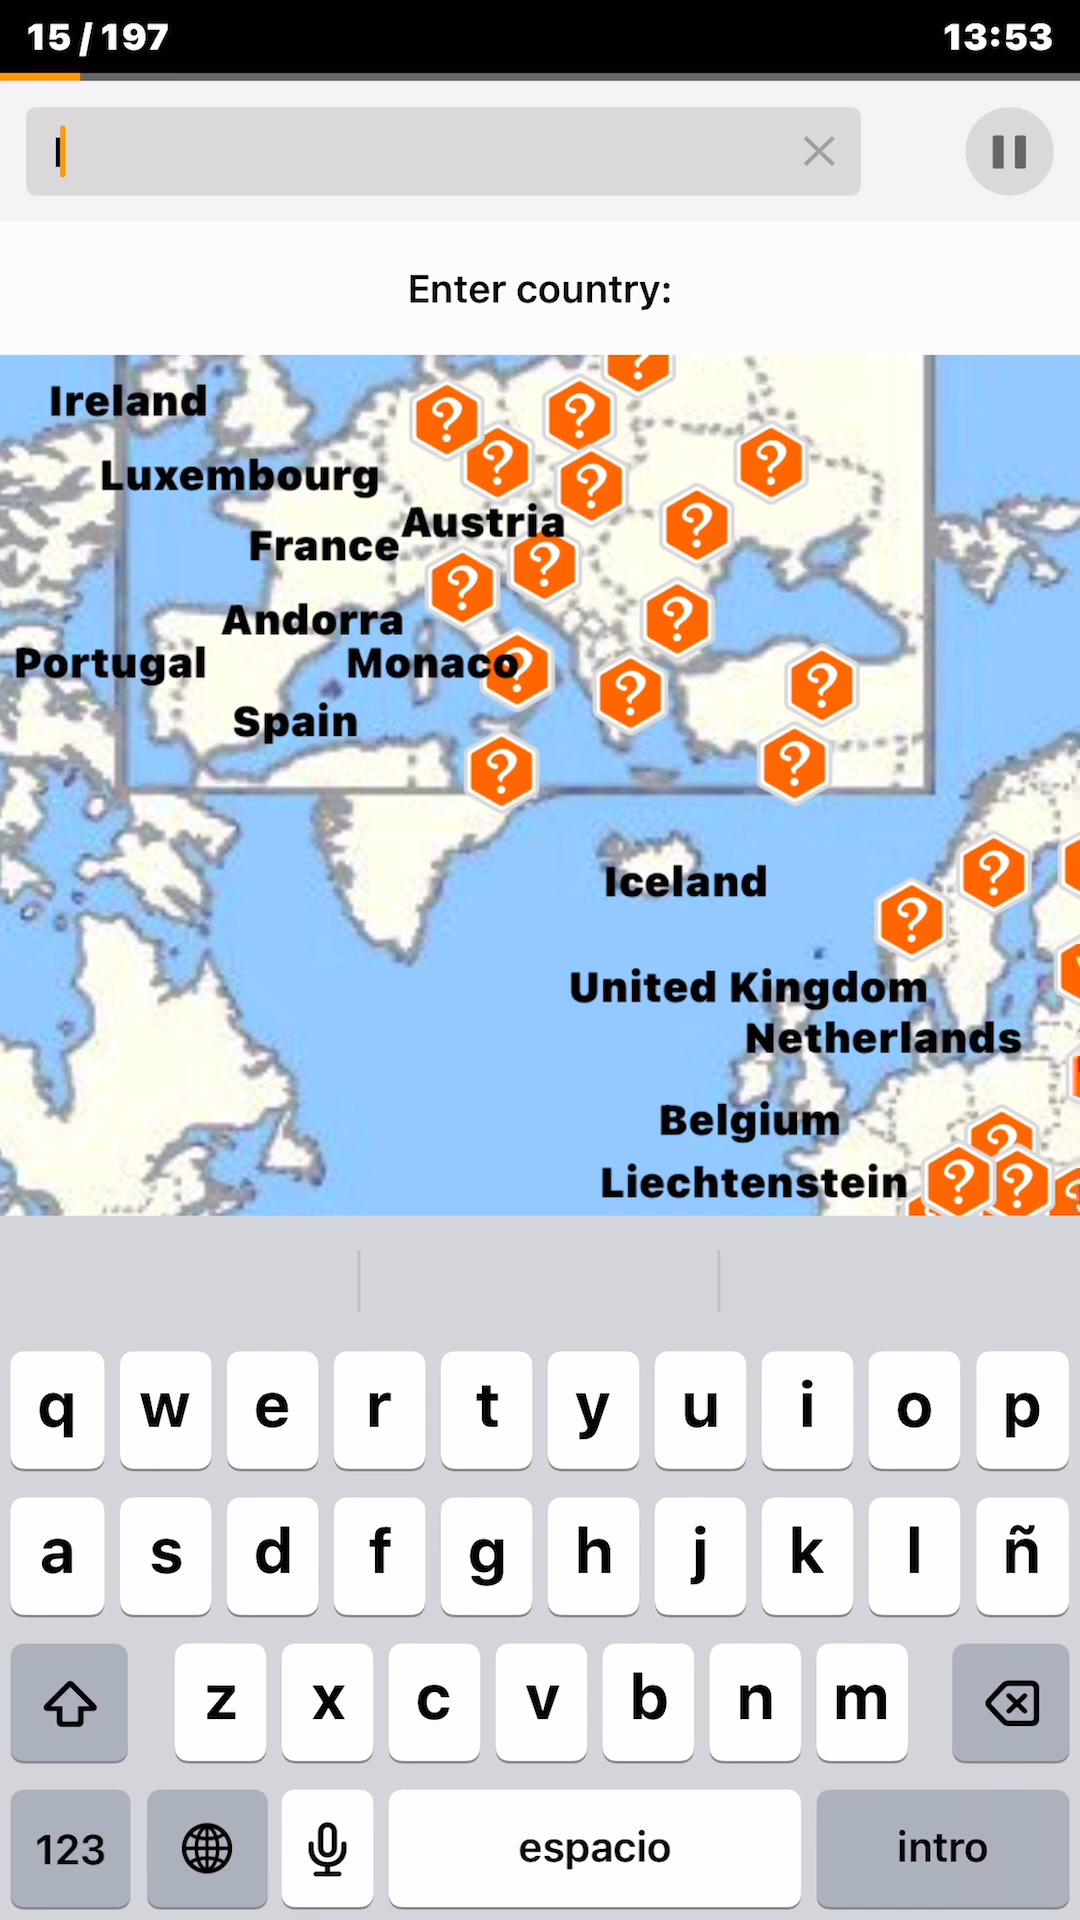 15 / 197
13:53
I
Enter country:
Ireland
Luxembourg
Austria
France
Andorra
Portugal
Monaco
Spain
Iceland
United Kingdom
Netherlands
Belgium
Liechtenstein
q w e r t y u i o p
a s d f g h j k l ñ
z x c v b n m
123
espacio
intro